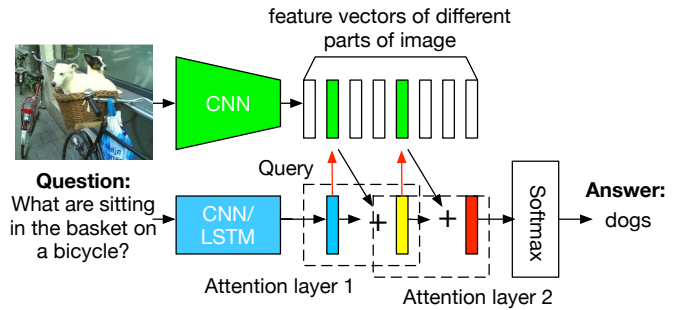 feature vectors of different
parts of image
CNN
Query
Question:
What are sitting
in the basket on
a bicycle?
CNN/
LSTM
+
+
Softmax
Answer:
dogs
Attention layer 1
Attention layer 2